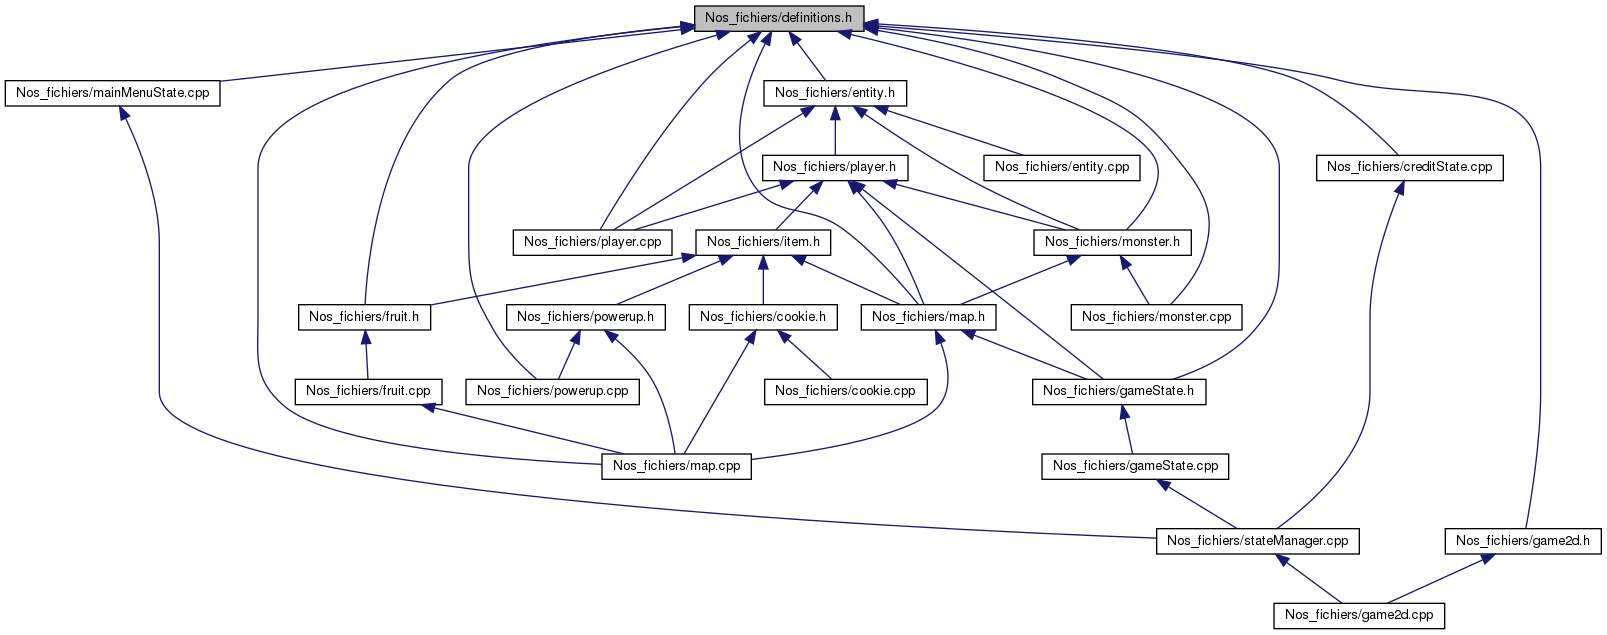 Nos_fichiers/definitions.h
Nos_fichiers/mainMenuState.cpp
Nos_fichiers/entity.h
Nos_fichiers/player.h
Nos_fichiers/entity.cpp
Nos_fichiers/creditState.cpp
Nos_fichiers/player.cpp
Nos_fichiers/item.h
Nos_fichiers/monster.h
Nos_fichiers/fruit.h
Nos_fichiers/powerup.h
Nos_fichiers/cookie.h
Nos_fichiers/map.h
Nos_fichiers/monster.cpp
Nos_fichiers/fruit.cpp
Nos_fichiers/powerup.cpp
Nos_fichiers/cookie.cpp
Nos_fichiers/gameState.h
Nos_fichiers/map.cpp
Nos_fichiers/gameState.cpp
Nos_fichiers/stateManager.cpp
Nos_fichiers/game2d.h
Nos_fichiers/game2d.cpp